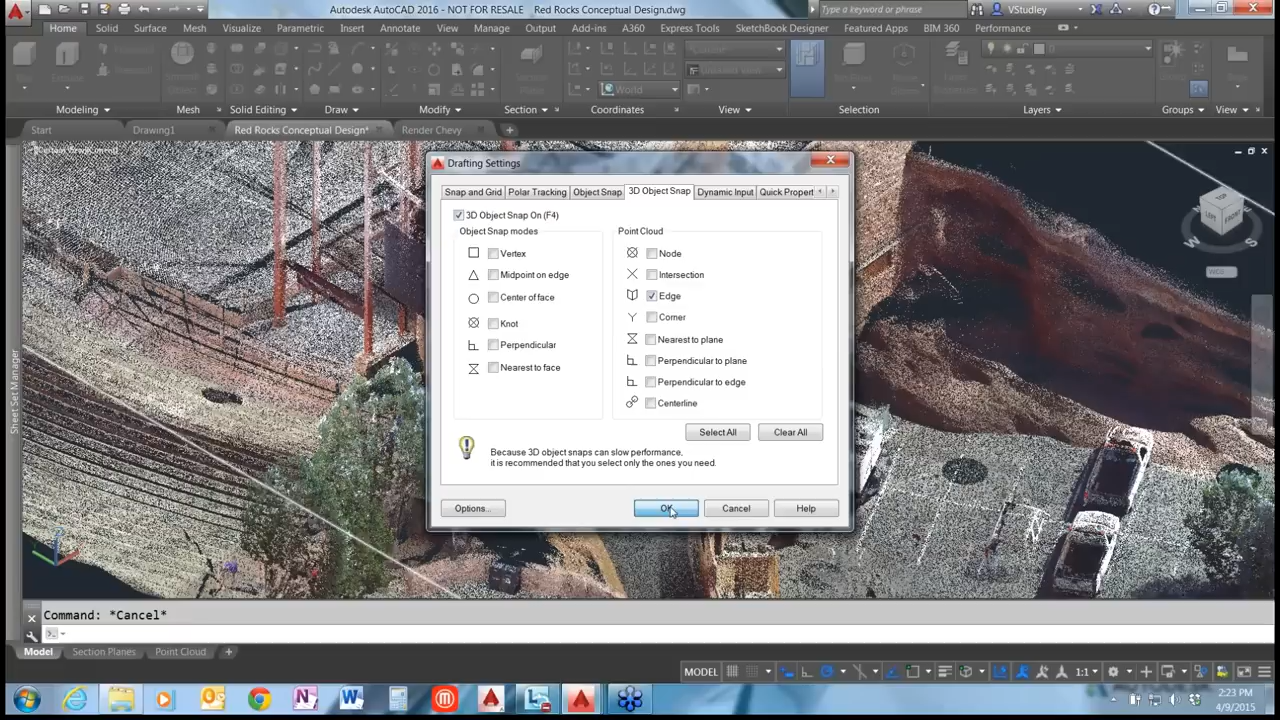 Autodesk AutoCAD 2016 - NOT FOR RESALE Red Rocks Conceptual Design.dwg
Type a keyword or phrase
VStudley
Home Solid Surface Mesh Visualize Parametric Insert Annotate View Manage Output Add-ins A360 Express Tools SketchBook Designer Featured Apps BIM 360 Performance
World
Modeling Mesh Solid Editing Draw Modify Section Coordinates View Selection Layers Groups View
Start Drawing1 Red Rocks Conceptual Design* Render Chevy
Drafting Settings
Snap and Grid Polar Tracking Object Snap 3D Object Snap Dynamic Input Quick Propert
3D Object Snap On (F4)
Object Snap modes
Vertex
Midpoint on edge
Center of face
Knot
Perpendicular
Nearest to face
Point Cloud
Node
Intersection
Edge
Corner
Nearest to plane
Perpendicular to plane
Perpendicular to edge
Centerline
Select All Clear All
Because 3D object snaps can slow performance,
it is recommended that you select only the ones you need.
Options... OK Cancel Help
TOP
LEFT FRONT
W S
WCS
Sheet Set Manager
Command: *Cancel*
Model Section Planes Point Cloud
MODEL 1:1
2:23 PM
4/9/2015